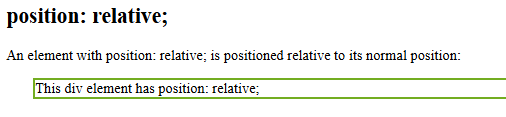 position: relative;
An element with position: relative; is positioned relative to its normal position:
This div element has position: relative;